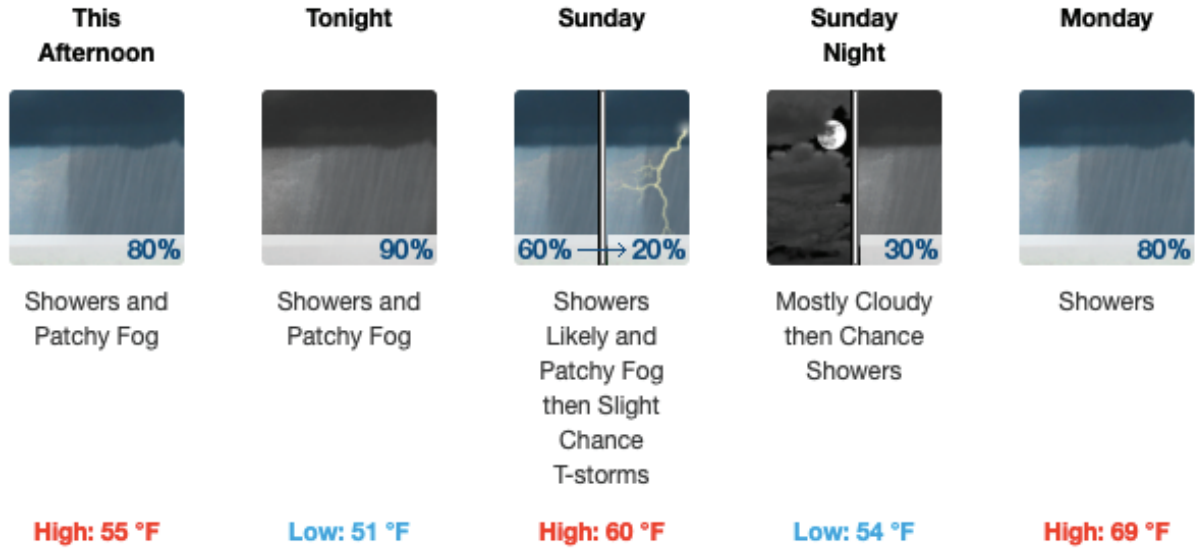 This
Afternoon
80%
Showers and
Patchy Fog
High: 55 °F
Tonight
90%
Showers and
Patchy Fog
Low: 51 °F
Sunday
60% → 20%
Showers
Likely and
Patchy Fog
then Slight
Chance
T-storms
High: 60 °F
Sunday
Night
30%
Mostly Cloudy
then Chance
Showers
Low: 54 °F
Monday
80%
Showers
High: 69 °F